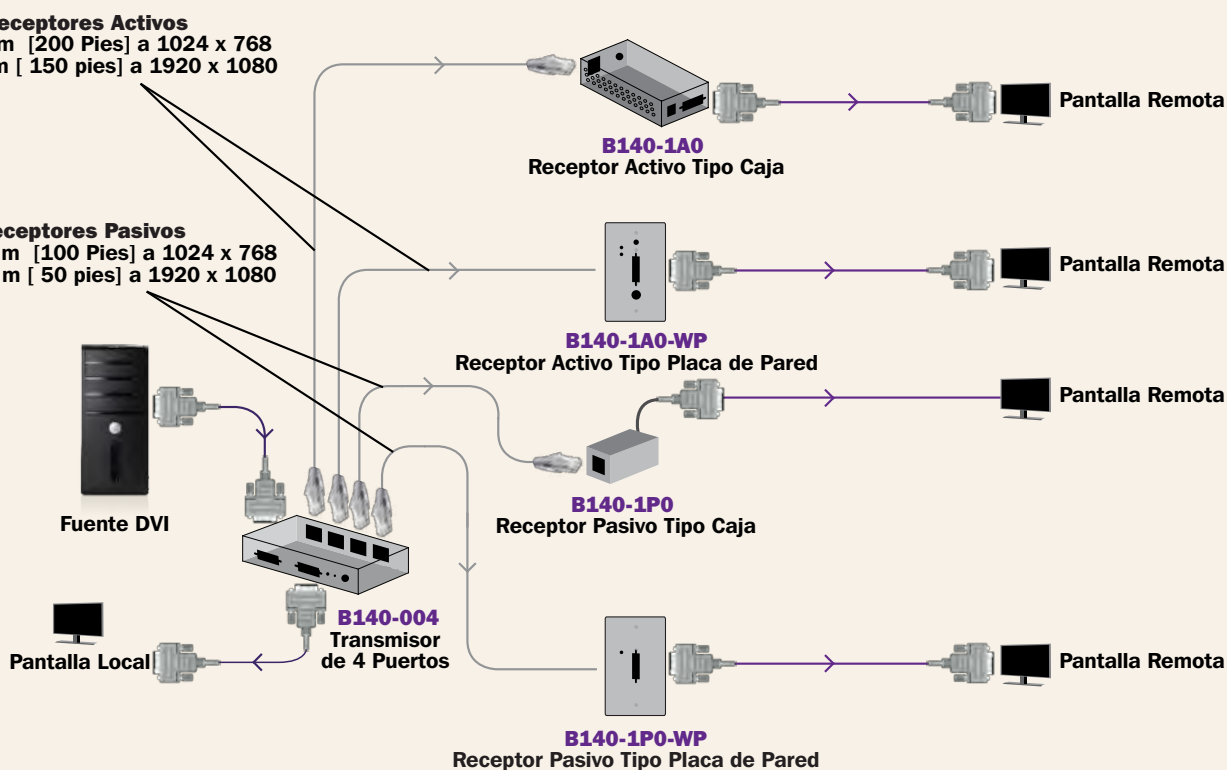 eceptores Activos
m [200 Pies] a 1024 x 768
m [ 150 pies] a 1920 x 1080
Pantalla Remota
B140-1A0
Receptor Activo Tipo Caja
eceptores Pasivos
m [100 Pies] a 1024 x 768
m [ 50 pies] a 1920 x 1080
Pantalla Remota
B140-1A0-WP
Receptor Activo Tipo Placa de Pared
Pantalla Remota
B140-1P0
Receptor Pasivo Tipo Caja
Fuente DVI
B140-004
Transmisor
de 4 Puertos
Pantalla Local
Pantalla Remota
B140-1P0-WP
Receptor Pasivo Tipo Placa de Pared